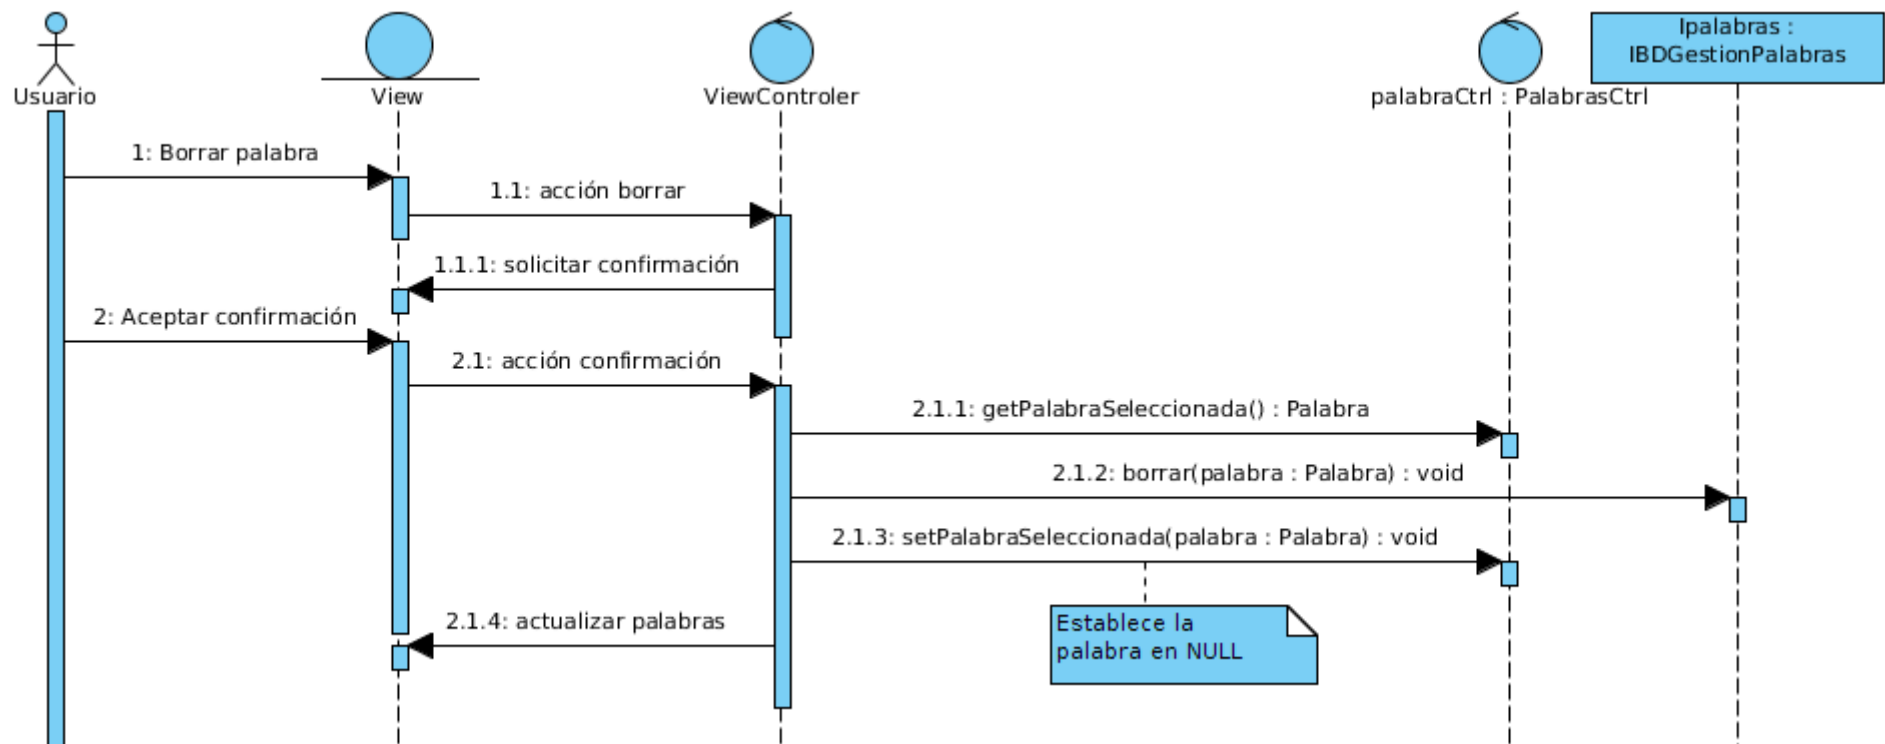 Usuario
View
ViewControler
palabraCtrl : PalabrasCtrl
Ipalabras :
IBDGestionPalabras
1: Borrar palabra
1.1: acción borrar
1.1.1: solicitar confirmación
2: Aceptar confirmación
2.1: acción confirmación
2.1.1: getPalabraSeleccionada() : Palabra
2.1.2: borrar(palabra : Palabra) : void
2.1.3: setPalabraSeleccionada(palabra : Palabra) : void
2.1.4: actualizar palabras
Establece la
palabra en NULL